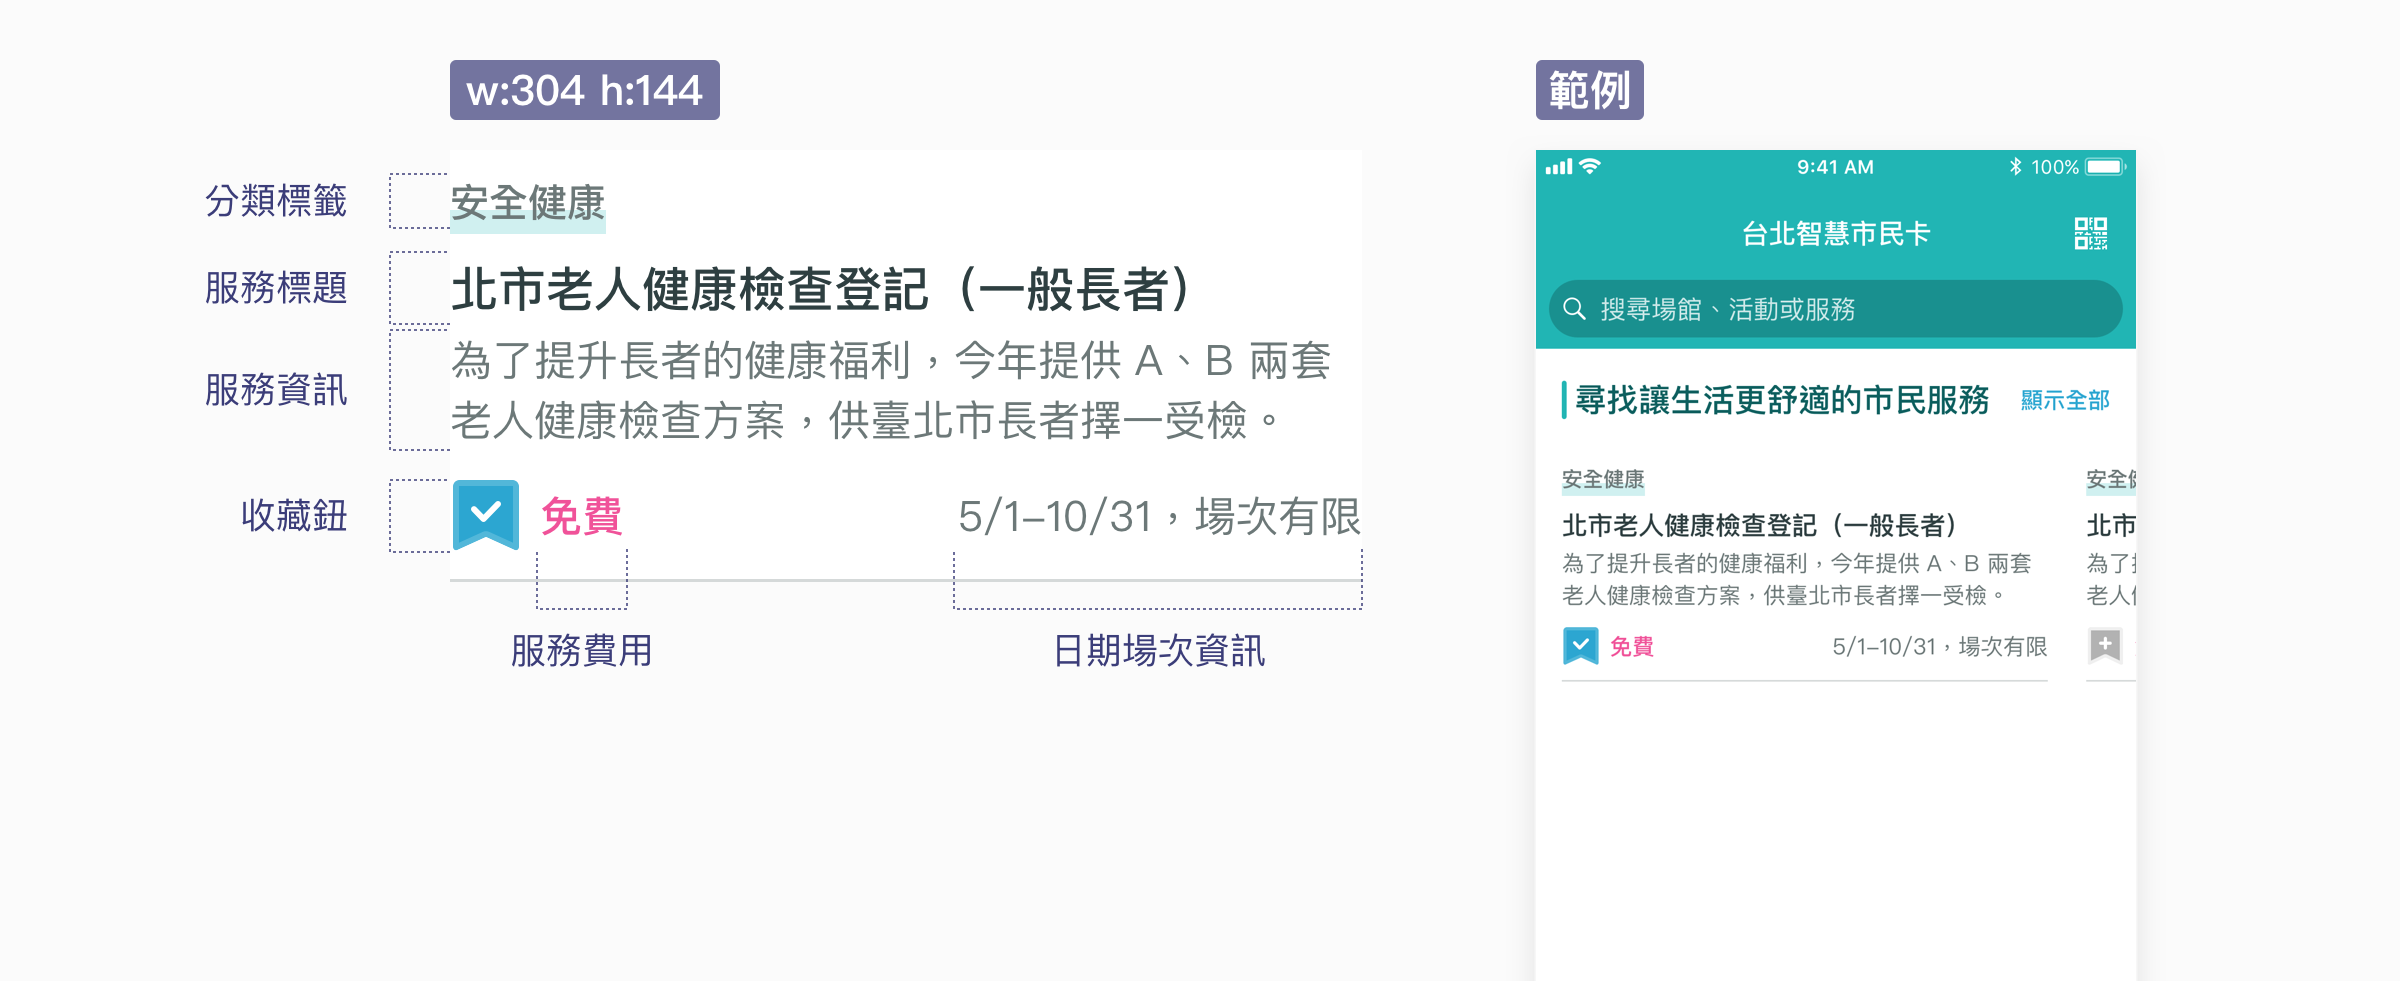 w:304 h:144
分類標籤
安全健康
服務標題
北市老人健康檢查登記（一般長者）
服務資訊
為了提升長者的健康福利，今年提供 A、B 兩套
老人健康檢查方案，供臺北市長者擇一受檢。
收藏鈕
免費
5/1–10/31，場次有限
服務費用
日期場次資訊
範例
9:41 AM
100%
台北智慧市民卡
搜尋場館、活動或服務
尋找讓生活更舒適的市民服務
顯示全部
安全健康
北市老人健康檢查登記（一般長者）
為了提升長者的健康福利，今年提供 A、B 兩套
老人健康檢查方案，供臺北市長者擇一受檢。
免費
5/1–10/31，場次有限
安全
北市
為了
老人